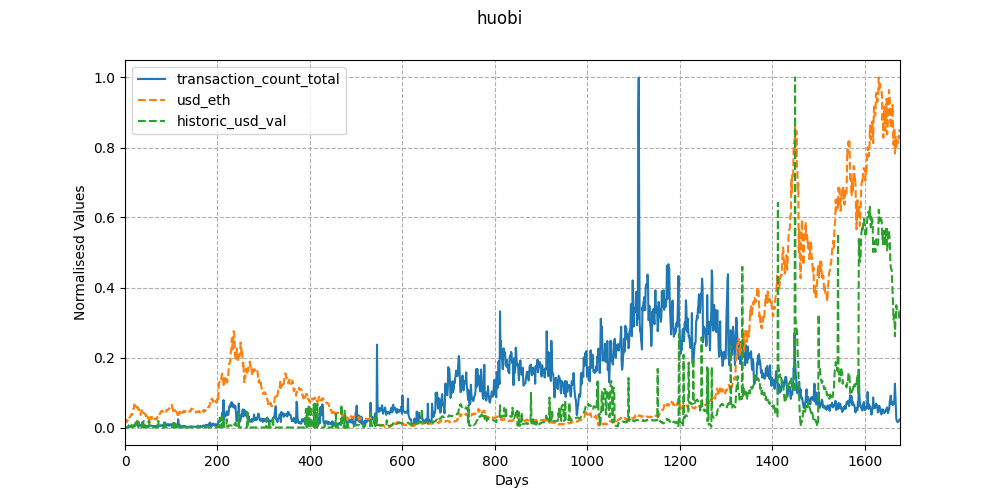 huobi
transaction_count_total
usd_eth
historic_usd_val
Normalisesd Values
1.0
0.8
0.6
0.4
0.2
0.0
0 200 400 600 800 1000 1200 1400 1600
Days